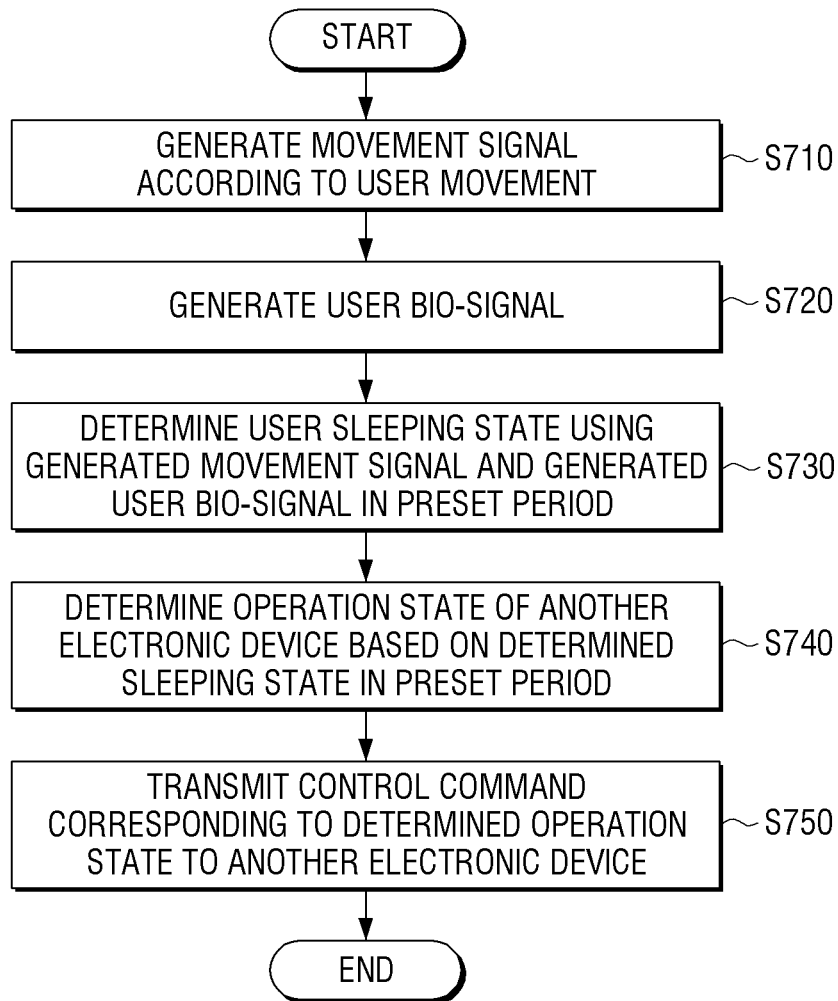 START
GENERATE MOVEMENT SIGNAL
ACCORDING TO USER MOVEMENT
S710
GENERATE USER BIO-SIGNAL
S720
DETERMINE USER SLEEPING STATE USING
GENERATED MOVEMENT SIGNAL AND GENERATED
USER BIO-SIGNAL IN PRESET PERIOD
S730
DETERMINE OPERATION STATE OF ANOTHER
ELECTRONIC DEVICE BASED ON DETERMINED
SLEEPING STATE IN PRESET PERIOD
S740
TRANSMIT CONTROL COMMAND
CORRESPONDING TO DETERMINED OPERATION
STATE TO ANOTHER ELECTRONIC DEVICE
S750
END